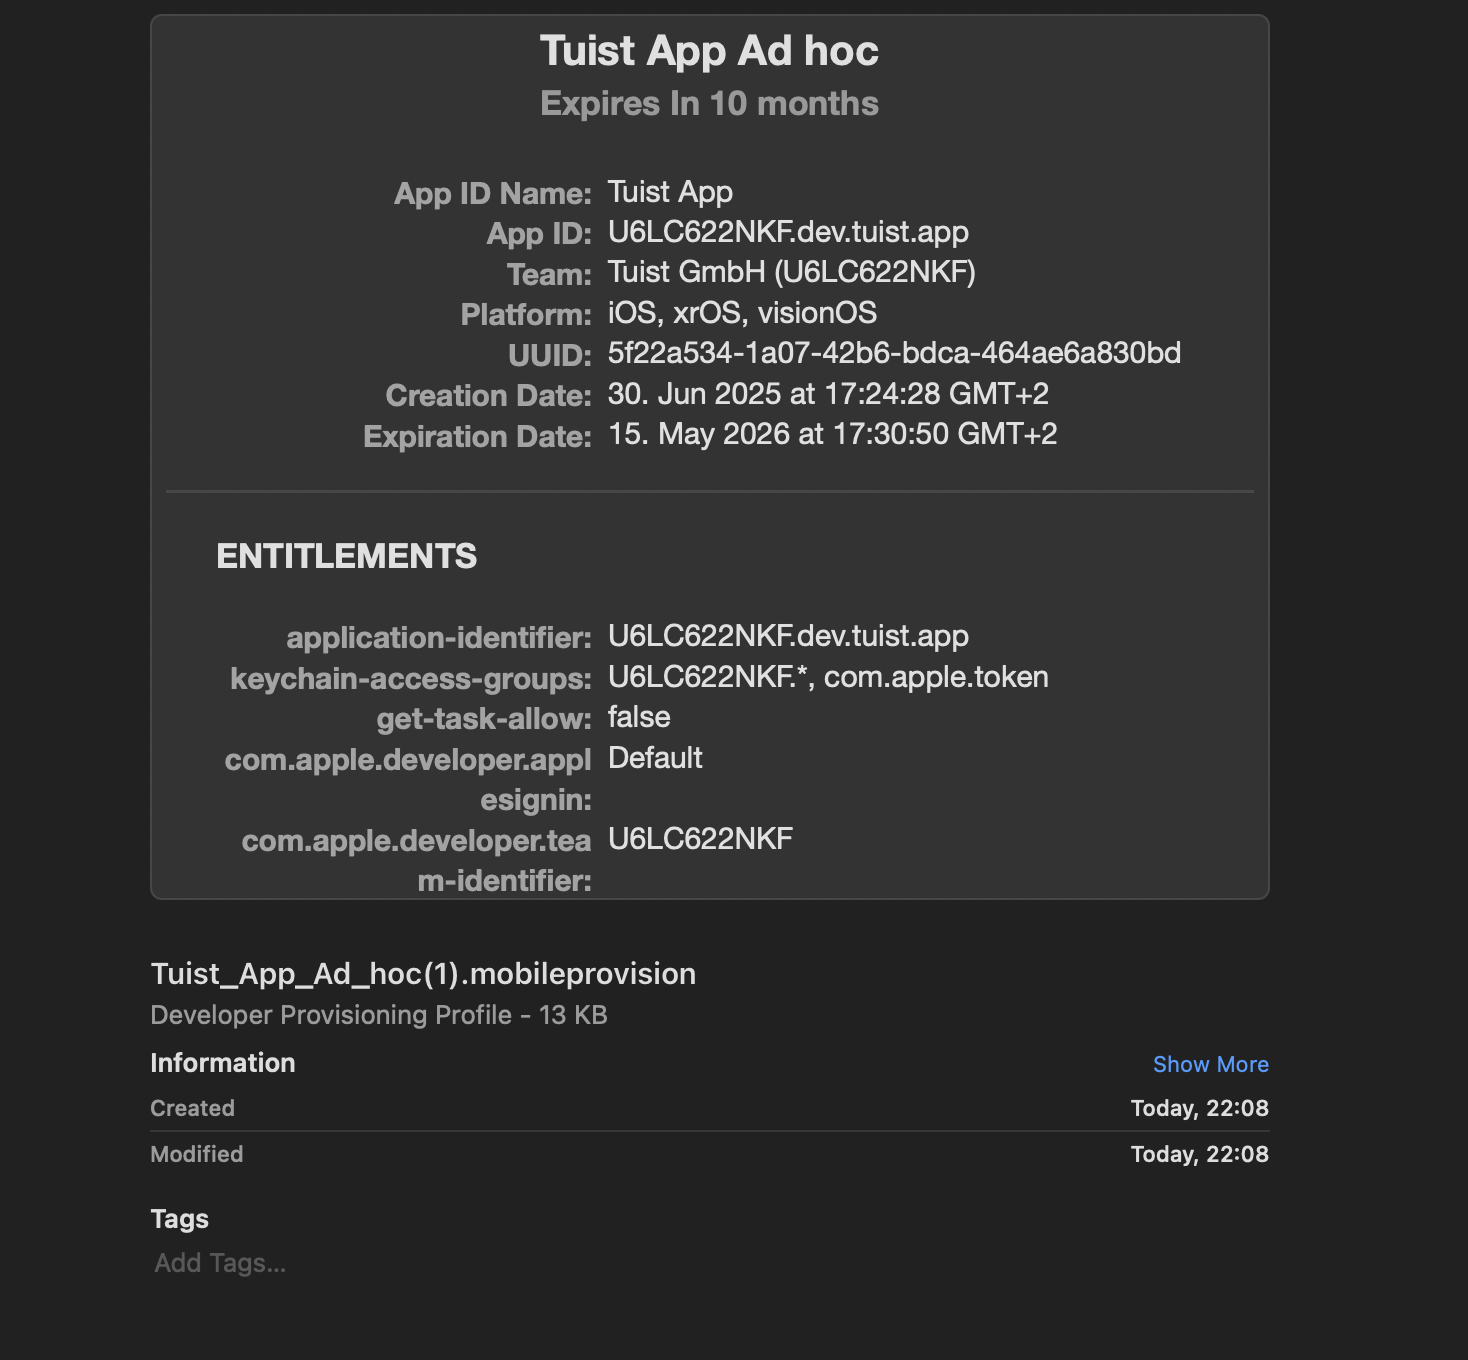 Tuist App Ad hoc
Expires In 10 months
App ID Name: Tuist App
App ID: U6LC622NKF.dev.tuist.app
Team: Tuist GmbH (U6LC622NKF)
Platform: iOS, xrOS, visionOS
UUID: 5f22a534-1a07-42b6-bdca-464ae6a830bd
Creation Date: 30. Jun 2025 at 17:24:28 GMT+2
Expiration Date: 15. May 2026 at 17:30:50 GMT+2
ENTITLEMENTS
application-identifier: U6LC622NKF.dev.tuist.app
keychain-access-groups: U6LC622NKF.*, com.apple.token
get-task-allow: false
com.apple.developer.appl Default
esignin:
com.apple.developer.tea U6LC622NKF
m-identifier:
Tuist_App_Ad_hoc(1).mobileprovision
Developer Provisioning Profile - 13 KB
Information Show More
Created Today, 22:08
Modified Today, 22:08
Tags
Add Tags...